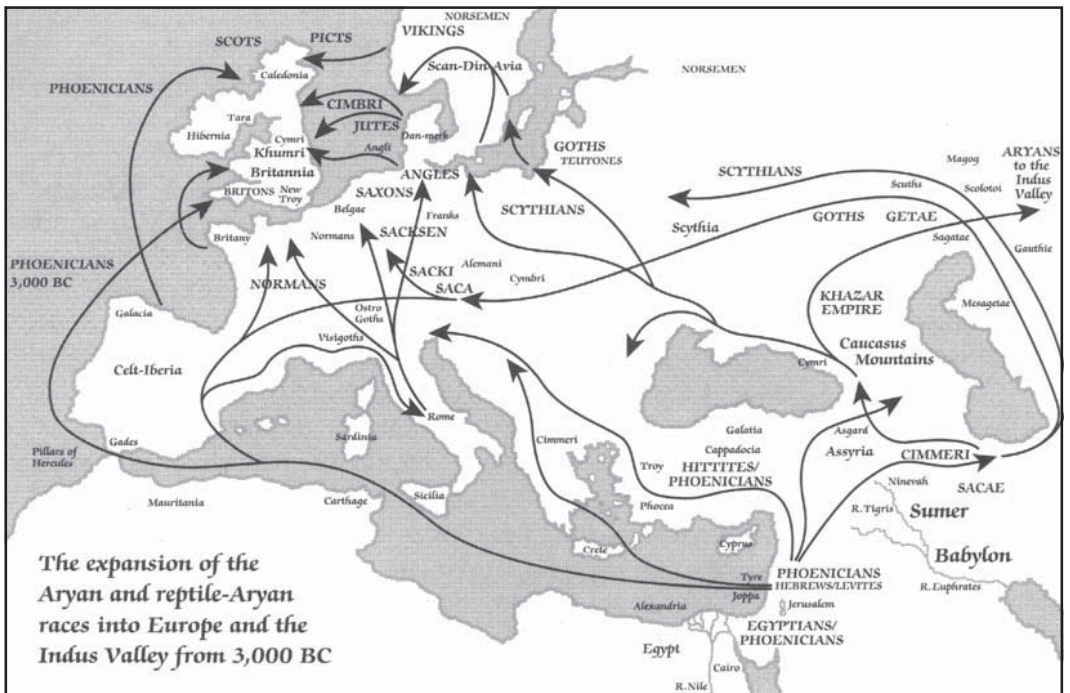 NORSEMEN
VIKINGS
SCOTS
PICTS
Scan-Din-Avia
NORSEMEN
Caledonia
PHOENICIANS
CIMBRI
Tara
JUTES
Hibernia
Cymri
Dan-merk
Khumri
Angli
GOTHS
TEUTONES
Britannia
ANGLES
BRITONS
New
Troy
SAXONS
Belgae
Franks
SCYTHIANS
SCYTHIANS
Magog
Scuths
Scolotoi
ARYANS
to the
Indus
Valley
Britany
Normans
SACKSEN
Scythia
GOTHS
GETAE
Sagatae
Gauthie
PHOENICIANS
3,000 BC
Alemani
SACKI
Cymbri
NORMANS
SACA
KHAZAR
EMPIRE
Mesagetae
Galacia
Ostro
Goths
Visigoths
Caucasus
Mountains
Cymri
Celt-Iberia
Rome
Sardinia
Galatia
Asgard
Cimmeri
Cappadocia
Assyria
CIMMERI
Pillars of
Hercules
Gades
Troy
HITTITES/
PHOENICIANS
Ninevah
SACAE
Mauritania
Carthage
Sicilia
Phocea
R. Tigris
Sumer
Crete
Cyprus
Babylon
Tyre
Joppa
PHOENICIANS
HEBREWS/LEVITES
R. Euphrates
Alexandria
Jerusalem
EGYPTIANS/
PHOENICIANS
Egypt
Cairo
R. Nile
The expansion of the
Aryan and reptile-Aryan
races into Europe and the
Indus Valley from 3,000 BC